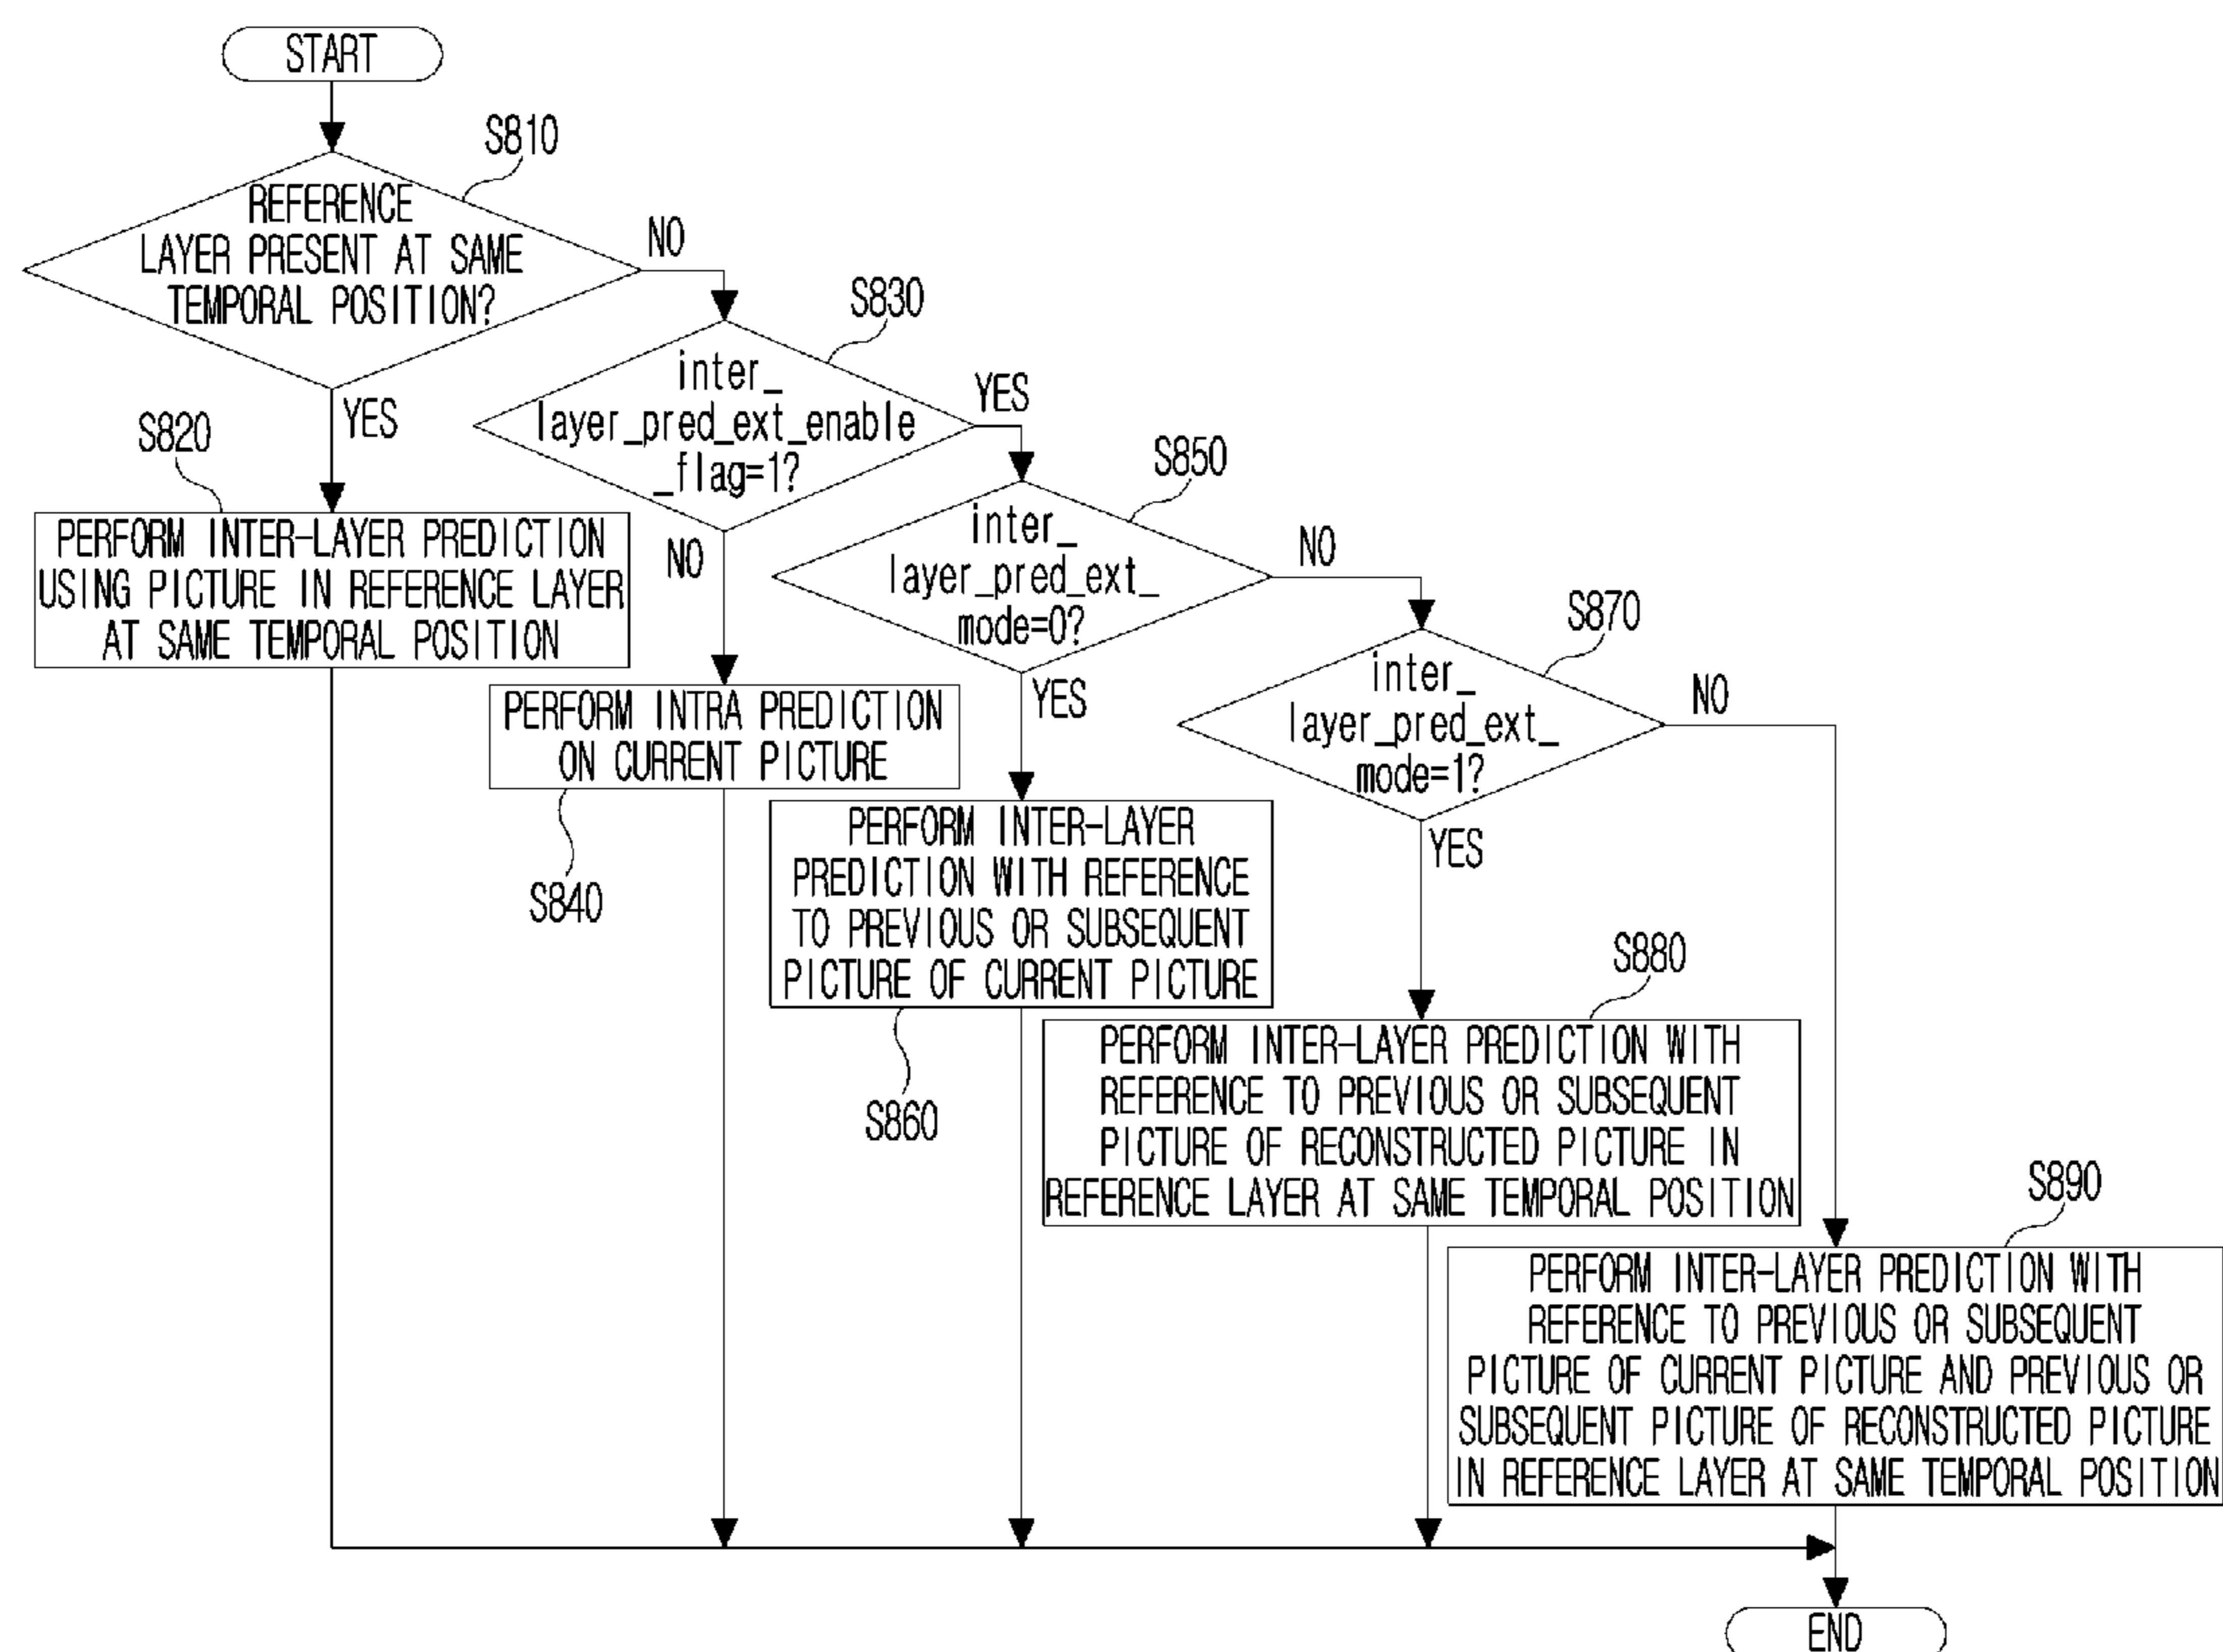 START
S810
REFERENCE
LAYER PRESENT AT SAME
TEMPORAL POSITION?
NO
YES
S820
PERFORM INTER-LAYER PREDICTION
USING PICTURE IN REFERENCE LAYER
AT SAME TEMPORAL POSITION
S830
inter_
layer_pred_ext_enable
_flag=1?
YES
NO
PERFORM INTRA PREDICTION
ON CURRENT PICTURE
S840
S850
inter_
layer_pred_ext_
mode=0?
NO
YES
PERFORM INTER-LAYER
PREDICTION WITH REFERENCE
TO PREVIOUS OR SUBSEQUENT
PICTURE OF CURRENT PICTURE
S860
S870
inter_
layer_pred_ext_
mode=1?
NO
YES
S880
PERFORM INTER-LAYER PREDICTION WITH
REFERENCE TO PREVIOUS OR SUBSEQUENT
PICTURE OF RECONSTRUCTED PICTURE IN
REFERENCE LAYER AT SAME TEMPORAL POSITION
S890
PERFORM INTER-LAYER PREDICTION WITH
REFERENCE TO PREVIOUS OR SUBSEQUENT
PICTURE OF CURRENT PICTURE AND PREVIOUS OR
SUBSEQUENT PICTURE OF RECONSTRUCTED PICTURE
IN REFERENCE LAYER AT SAME TEMPORAL POSITION
END